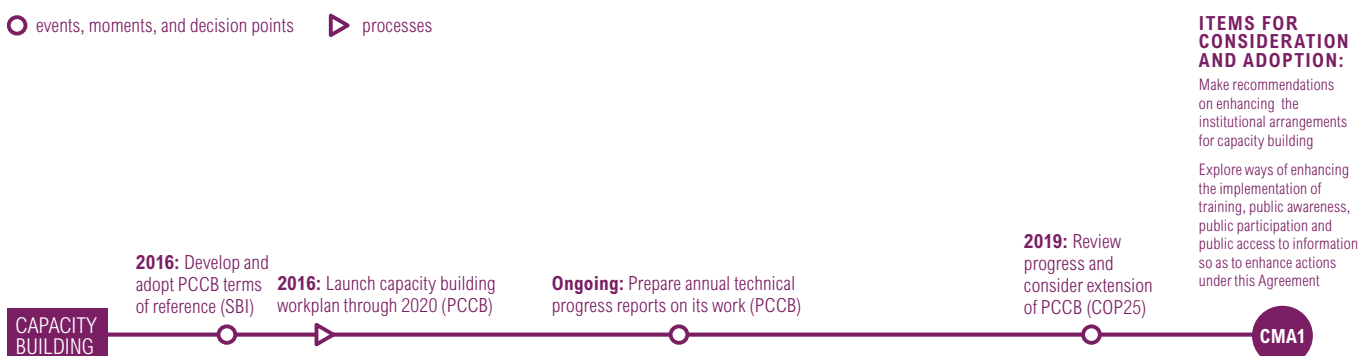 events, moments, and decision points
processes
ITEMS FOR
CONSIDERATION
AND ADOPTION:
Make recommendations
on enhancing the
institutional arrangements
for capacity building
Explore ways of enhancing
the implementation of
training, public awareness,
public participation and
public access to information
so as to enhance actions
under this Agreement
2016: Develop and
adopt PCCB terms
of reference (SBI)
2016: Launch capacity building
workplan through 2020 (PCCB)
Ongoing: Prepare annual technical
progress reports on its work (PCCB)
2019: Review
progress and
consider extension
of PCCB (COP25)
CAPACITY
BUILDING
CMA1